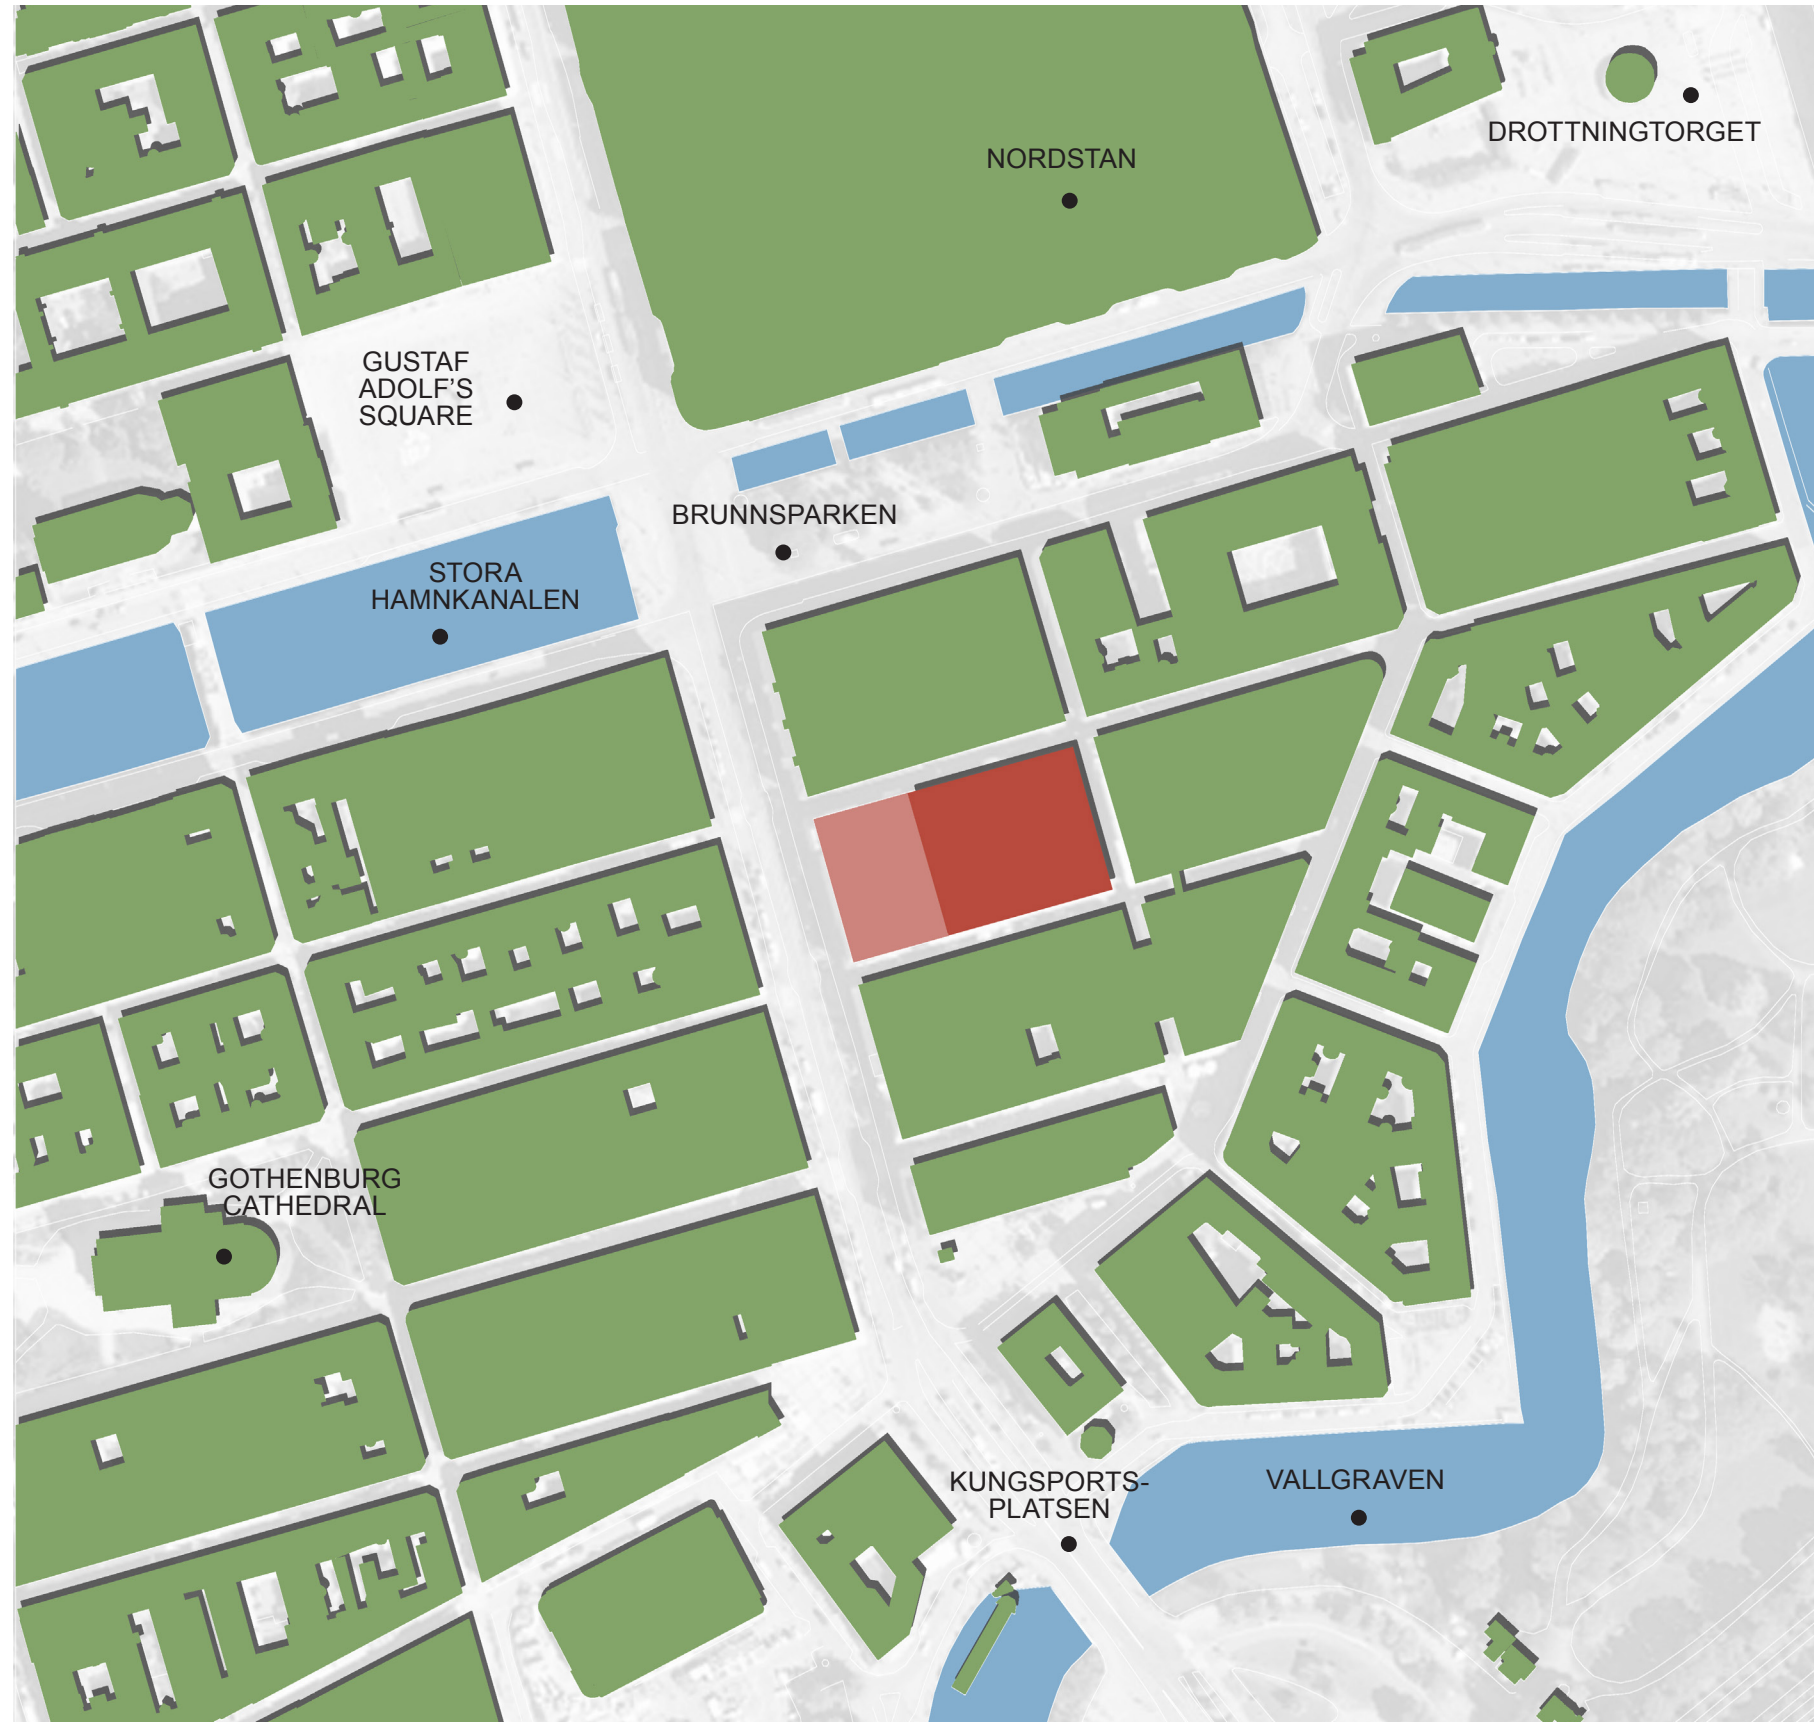 DROTTNINGTORGET
NORDSTAN
GUSTAF
ADOLF'S
SQUARE
BRUNNSPARKEN
STORA
HAMNKANALEN
GOTHENBURG
CATHEDRAL
KUNGSPORTS-
PLATSEN
VALLGRAVEN